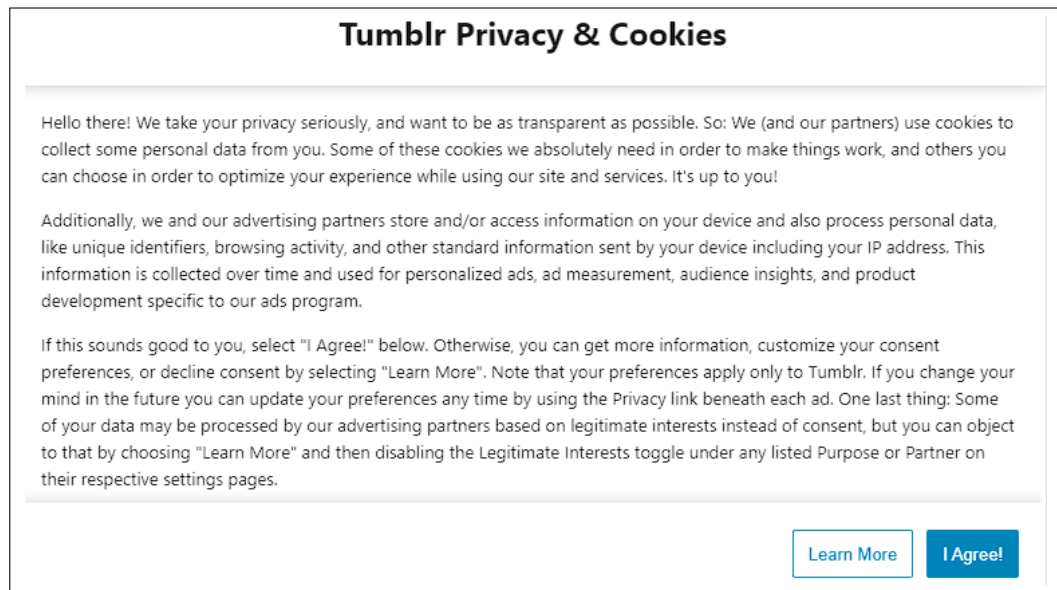 Tumblr Privacy & Cookies
Hello there! We take your privacy seriously, and want to be as transparent as possible. So: We (and our partners) use cookies to
collect some personal data from you. Some of these cookies we absolutely need in order to make things work, and others you
can choose in order to optimize your experience while using our site and services. It's up to you!
Additionally, we and our advertising partners store and/or access information on your device and also process personal data,
like unique identifiers, browsing activity, and other standard information sent by your device including your IP address. This
information is collected over time and used for personalized ads, ad measurement, audience insights, and product
development specific to our ads program.
If this sounds good to you, select "I Agree!" below. Otherwise, you can get more information, customize your consent
preferences, or decline consent by selecting "Learn More". Note that your preferences apply only to Tumblr. If you change your
mind in the future you can update your preferences any time by using the Privacy link beneath each ad. One last thing: Some
of your data may be processed by our advertising partners based on legitimate interests instead of consent, but you can object
to that by choosing "Learn More" and then disabling the Legitimate Interests toggle under any listed Purpose or Partner on
their respective settings pages.
Learn More
I Agree!